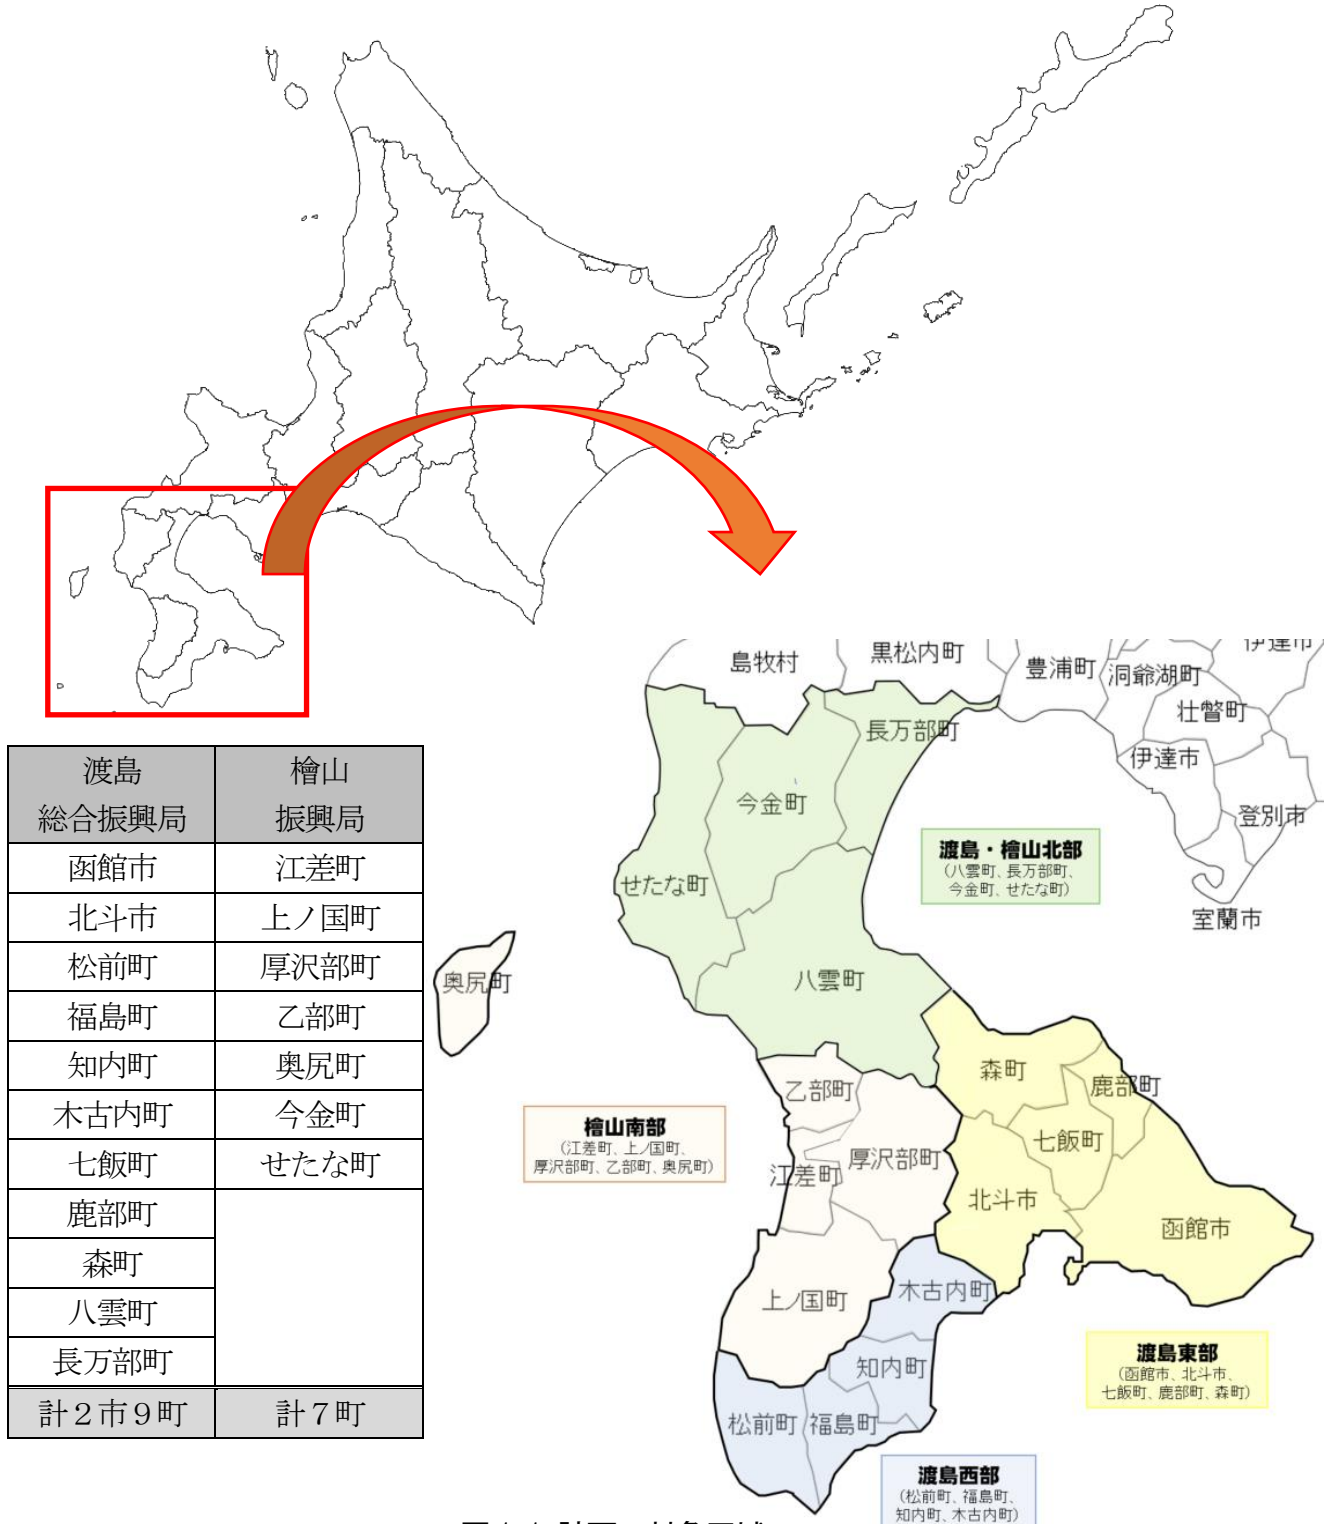 島牧村
黒松内町
豊浦町
洞爺湖町
伊達市
壮瞥町
伊達市
登別市
室蘭市
長万部町
今金町
せたな町
八雲町
奥尻町
渡島・檜山北部
(八雲町、長万部町、
今金町、せたな町)
森町
鹿部町
七飯町
北斗市
函館市
乙部町
厚沢部町
江差町
上ノ国町
檜山南部
(江差町、上ノ国町、
厚沢部町、乙部町、奥尻町)
木古内町
知内町
松前町
福島町
渡島東部
(函館市、北斗市、
七飯町、鹿部町、森町)
渡島西部
(松前町、福島町、
知内町、木古内町)
渡島 檜山
総合振興局 振興局
函館市 江差町
北斗市 上ノ国町
松前町 厚沢部町
福島町 乙部町
知内町 奥尻町
木古内町 今金町
七飯町 せたな町
鹿部町
森町
八雲町
長万部町
計２市９町 計７町